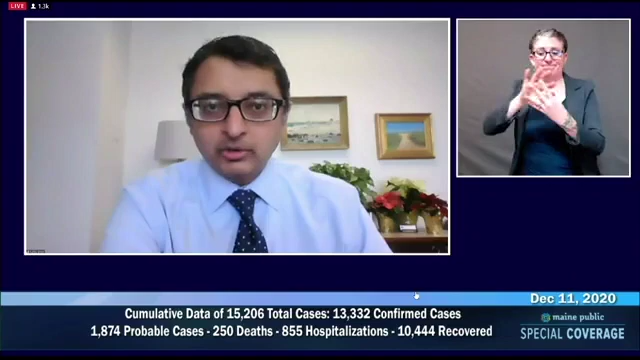 LIVE 1.3k
Dec 11, 2020
Cumulative Data of 15,206 Total Cases: 13,332 Confirmed Cases
1,874 Probable Cases - 250 Deaths - 855 Hospitalizations - 10,444 Recovered
maine public
SPECIAL COVERAGE